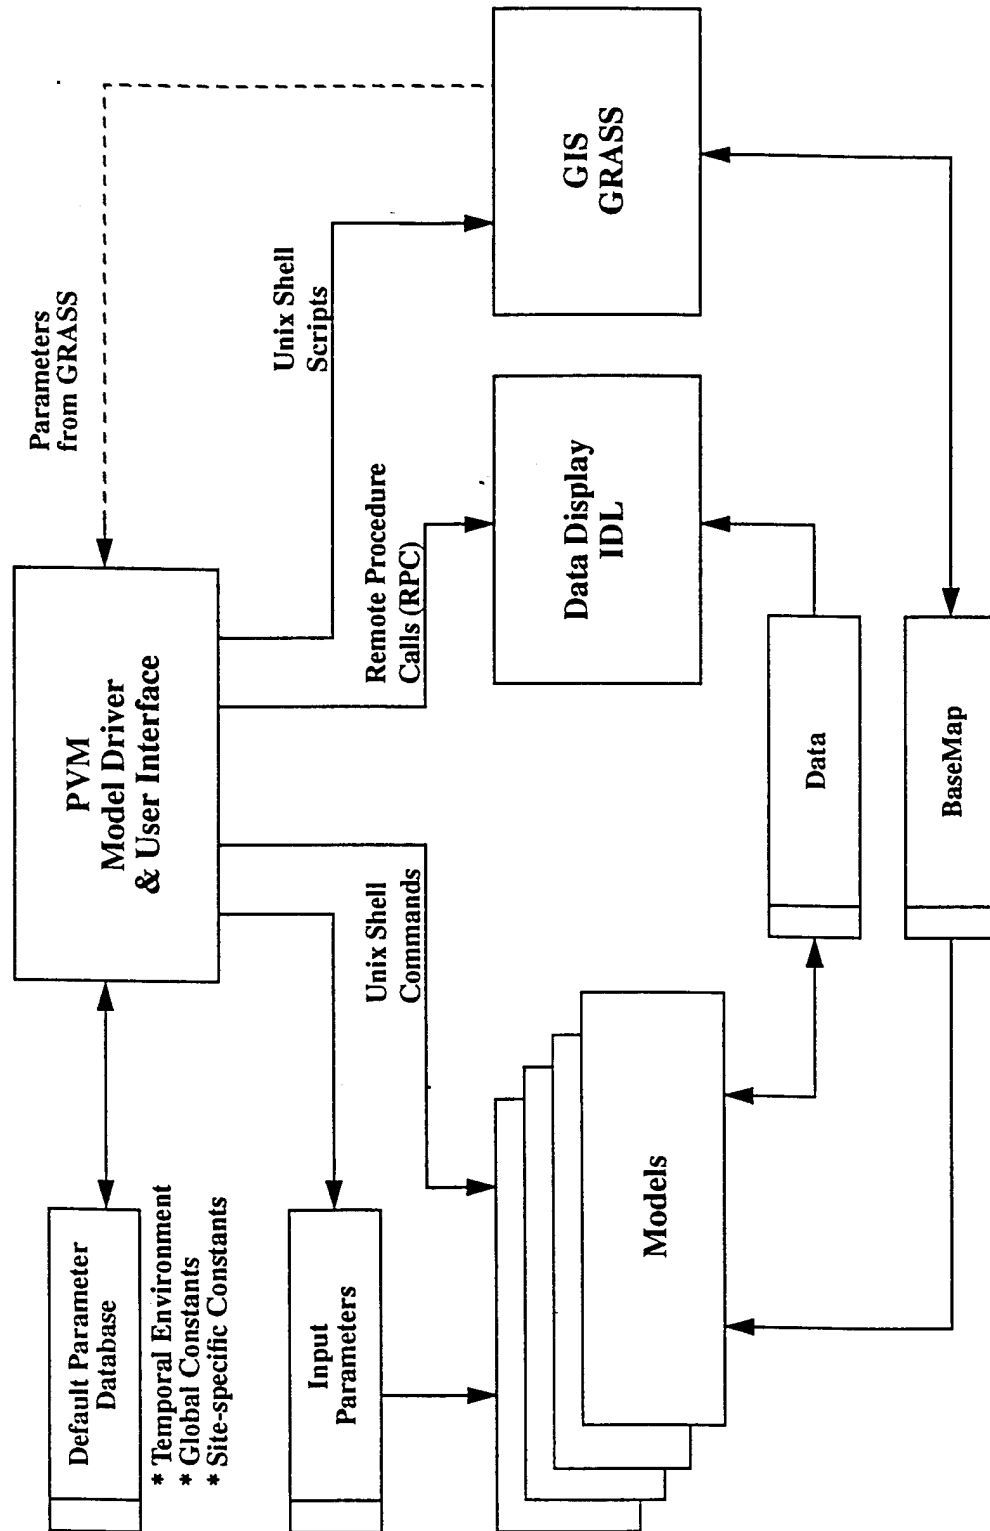 PVM
Model Driver
& User Interface
Default Parameter
Database
* Temporal Environment
* Global Constants
* Site-specific Constants
Input
Parameters
Unix Shell
Commands
Remote Procedure
Calls (RPC)
Unix Shell
Scripts
Parameters
from GRASS
Models
Data Display
IDL
GIS
GRASS
Data
BaseMap